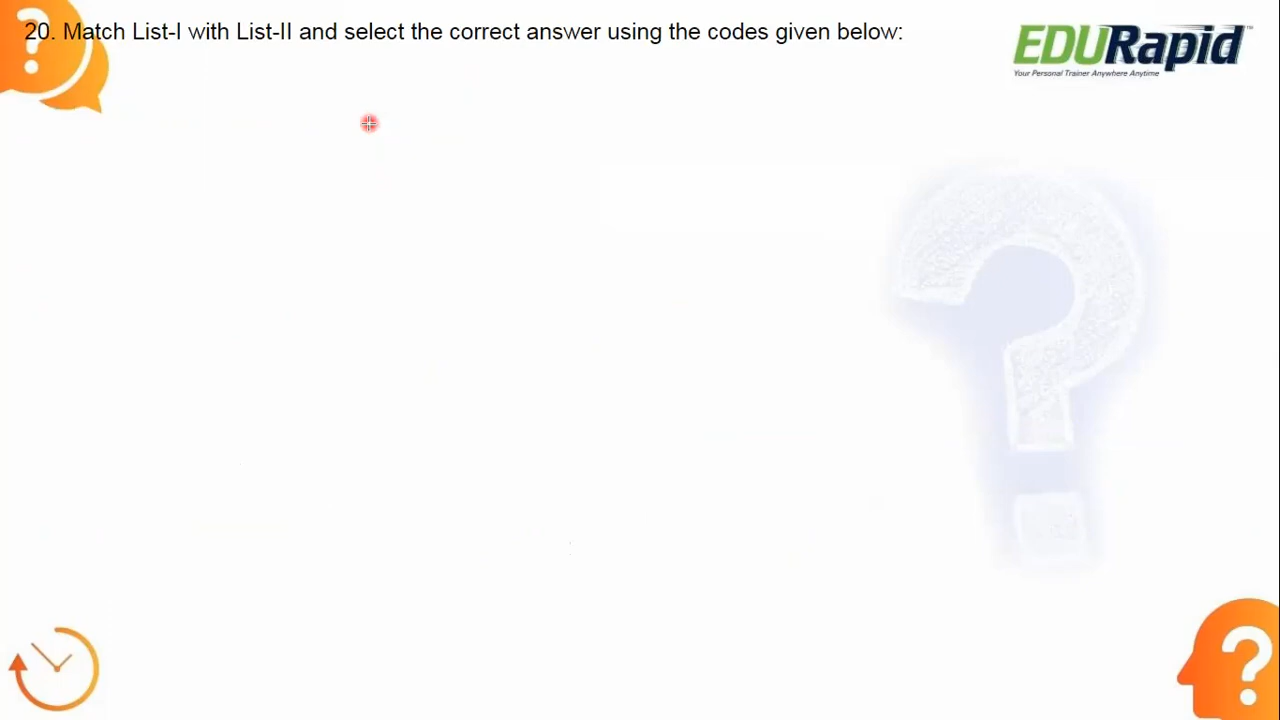 20. Match List-I with List-II and select the correct answer using the codes given below:
EDURapid™
Your Personal Trainer Anywhere Anytime
?
?